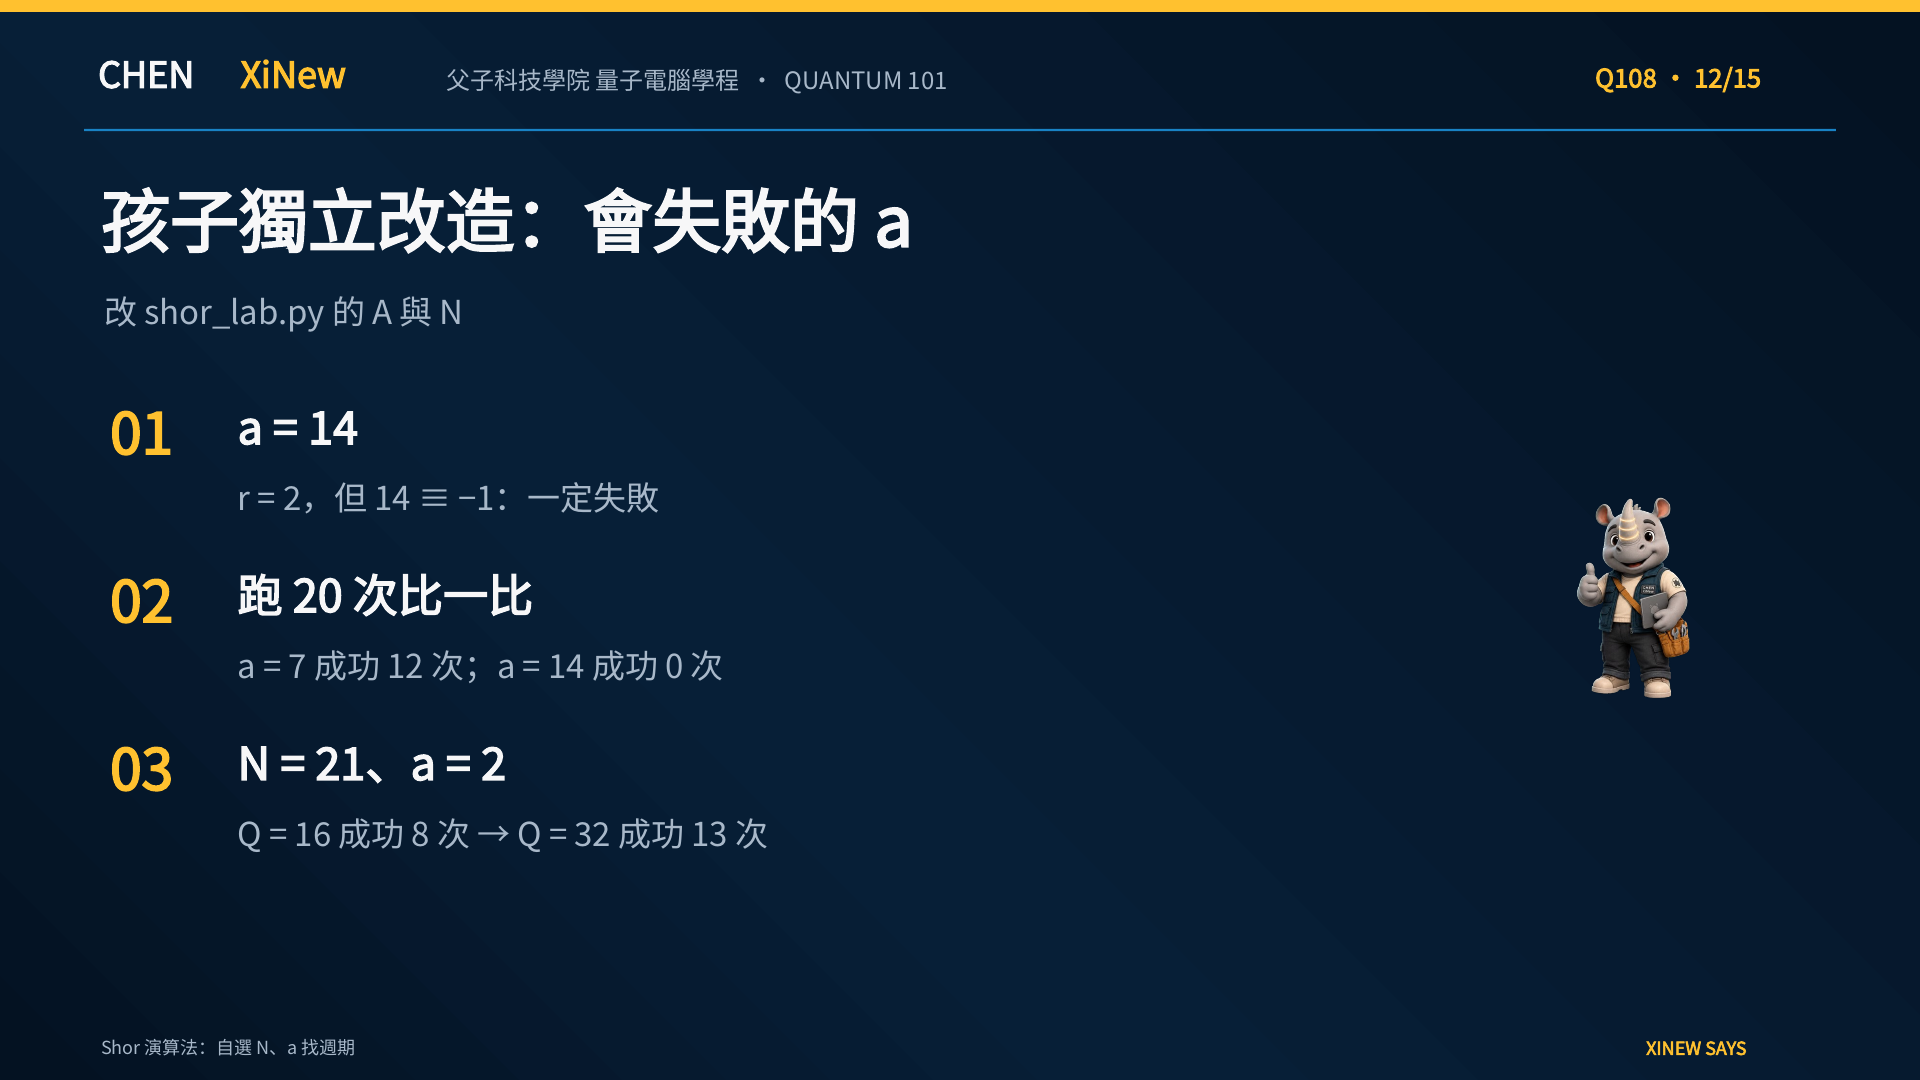 CHEN XiNew 父子科技學院 量子電腦學程 • QUANTUM 101 Q108 • 12/15
孩子獨立改造：會失敗的 a
改 shor_lab.py 的 A 與 N
01 a = 14
r = 2，但 14 ≡ −1：一定失敗
02 跑 20 次比一比
a = 7 成功 12 次；a = 14 成功 0 次
03 N = 21、a = 2
Q = 16 成功 8 次 → Q = 32 成功 13 次
Shor 演算法：自選 N、a 找週期 XINEW SAYS